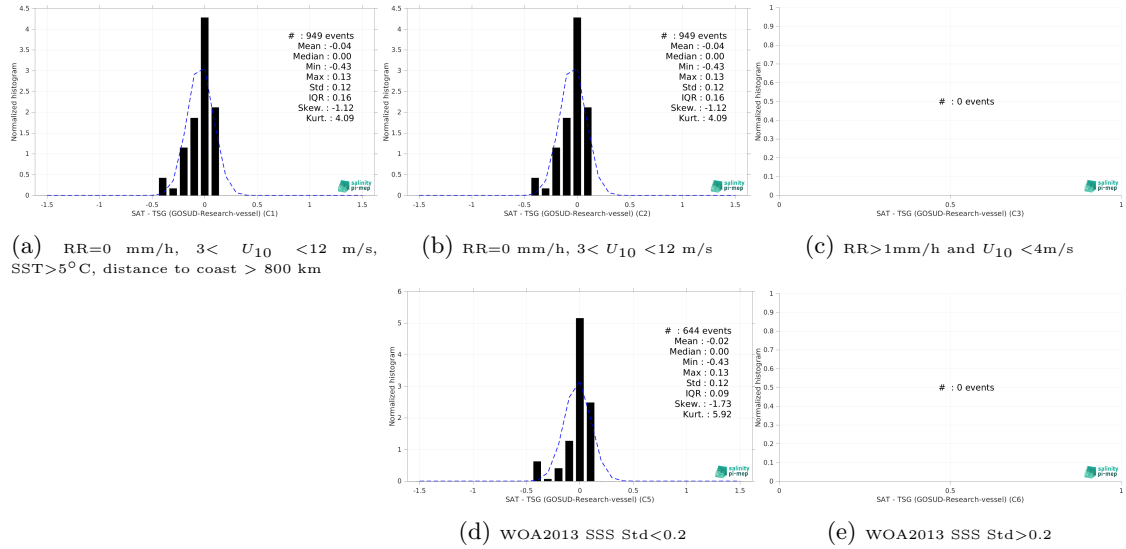 4.5
4
3.5
3
2.5
2
1.5
1
0.5
0
Normalized histogram
# : 949 events
Mean : -0.04
Median : 0.00
Min : -0.43
Max : 0.13
Std : 0.12
IQR : 0.16
Skew. : -1.12
Kurt. : 4.09
salinity
pi-mep
-1.5 -1 -0.5 0 0.5 1 1.5
SAT - TSG (GOSUD-Research-vessel) (C1)
(a) RR=0 mm/h, 3< U10 <12 m/s,
SST>5°C, distance to coast > 800 km
4.5
4
3.5
3
2.5
2
1.5
1
0.5
0
Normalized histogram
# : 949 events
Mean : -0.04
Median : 0.00
Min : -0.43
Max : 0.13
Std : 0.12
IQR : 0.16
Skew. : -1.12
Kurt. : 4.09
salinity
pi-mep
-1.5 -1 -0.5 0 0.5 1 1.5
SAT - TSG (GOSUD-Research-vessel) (C2)
(b) RR=0 mm/h, 3< U10 <12 m/s
1
0.9
0.8
0.7
0.6
0.5
0.4
0.3
0.2
0.1
0
Normalized histogram
# : 0 events
salinity
pi-mep
0 0.5 1
SAT - TSG (GOSUD-Research-vessel) (C3)
(c) RR>1mm/h and U10 <4m/s
6
5
4
3
2
1
0
Normalized histogram
# : 644 events
Mean : -0.02
Median : 0.00
Min : -0.43
Max : 0.13
Std : 0.12
IQR : 0.09
Skew. : -1.73
Kurt. : 5.92
salinity
pi-mep
-1.5 -1 -0.5 0 0.5 1 1.5
SAT - TSG (GOSUD-Research-vessel) (C5)
(d) WOA2013 SSS Std<0.2
1
0.9
0.8
0.7
0.6
0.5
0.4
0.3
0.2
0.1
0
Normalized histogram
# : 0 events
salinity
pi-mep
0 0.5 1
SAT - TSG (GOSUD-Research-vessel) (C6)
(e) WOA2013 SSS Std>0.2